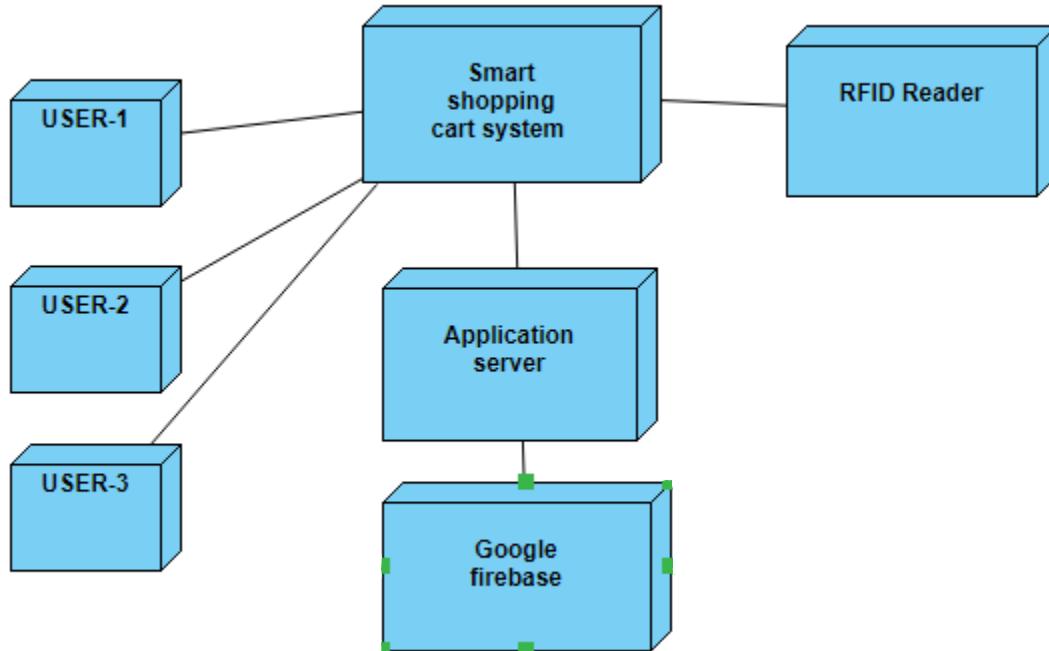 Smart
shopping
cart system
RFID Reader
USER-1
USER-2
Application
server
USER-3
Google
firebase